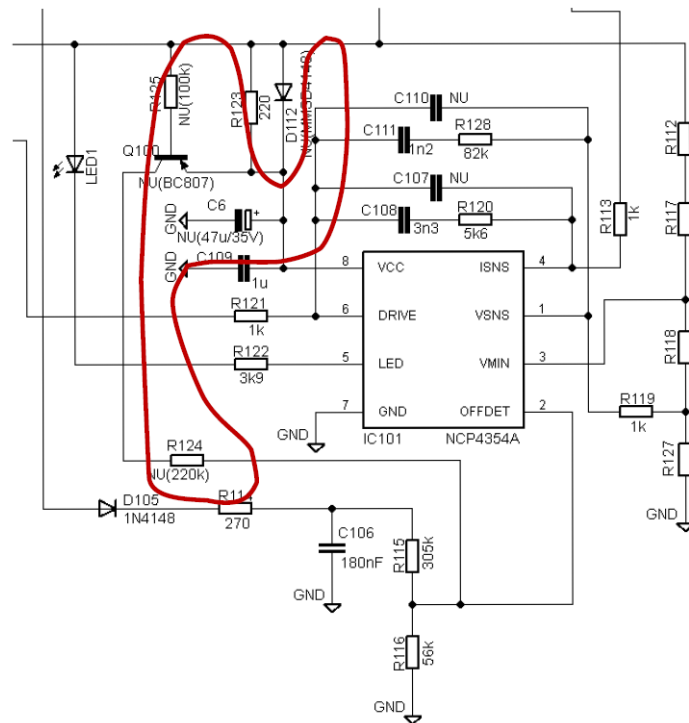 R125
NU(100k)
R123
220
D112
NU(MMSD4148)
C110
NU
C111
1n2
R128
82k
R112
Q100
NU(BC807)
LED1
C107
NU
C108
3n3
R120
5k6
R113
1k
R117
GND
C6
+
NU(47u/35V)
GND
C109
1u
8
VCC
ISNS
4
R121
1k
6
DRIVE
VSNS
1
R122
3k9
5
LED
VMIN
3
R118
7
GND
OFFDET
2
R119
1k
GND
IC101
NCP4354A
R124
NU(220k)
R127
D105
1N4148
R114
270
GND
C106
180nF
R115
305k
GND
R116
56k
GND